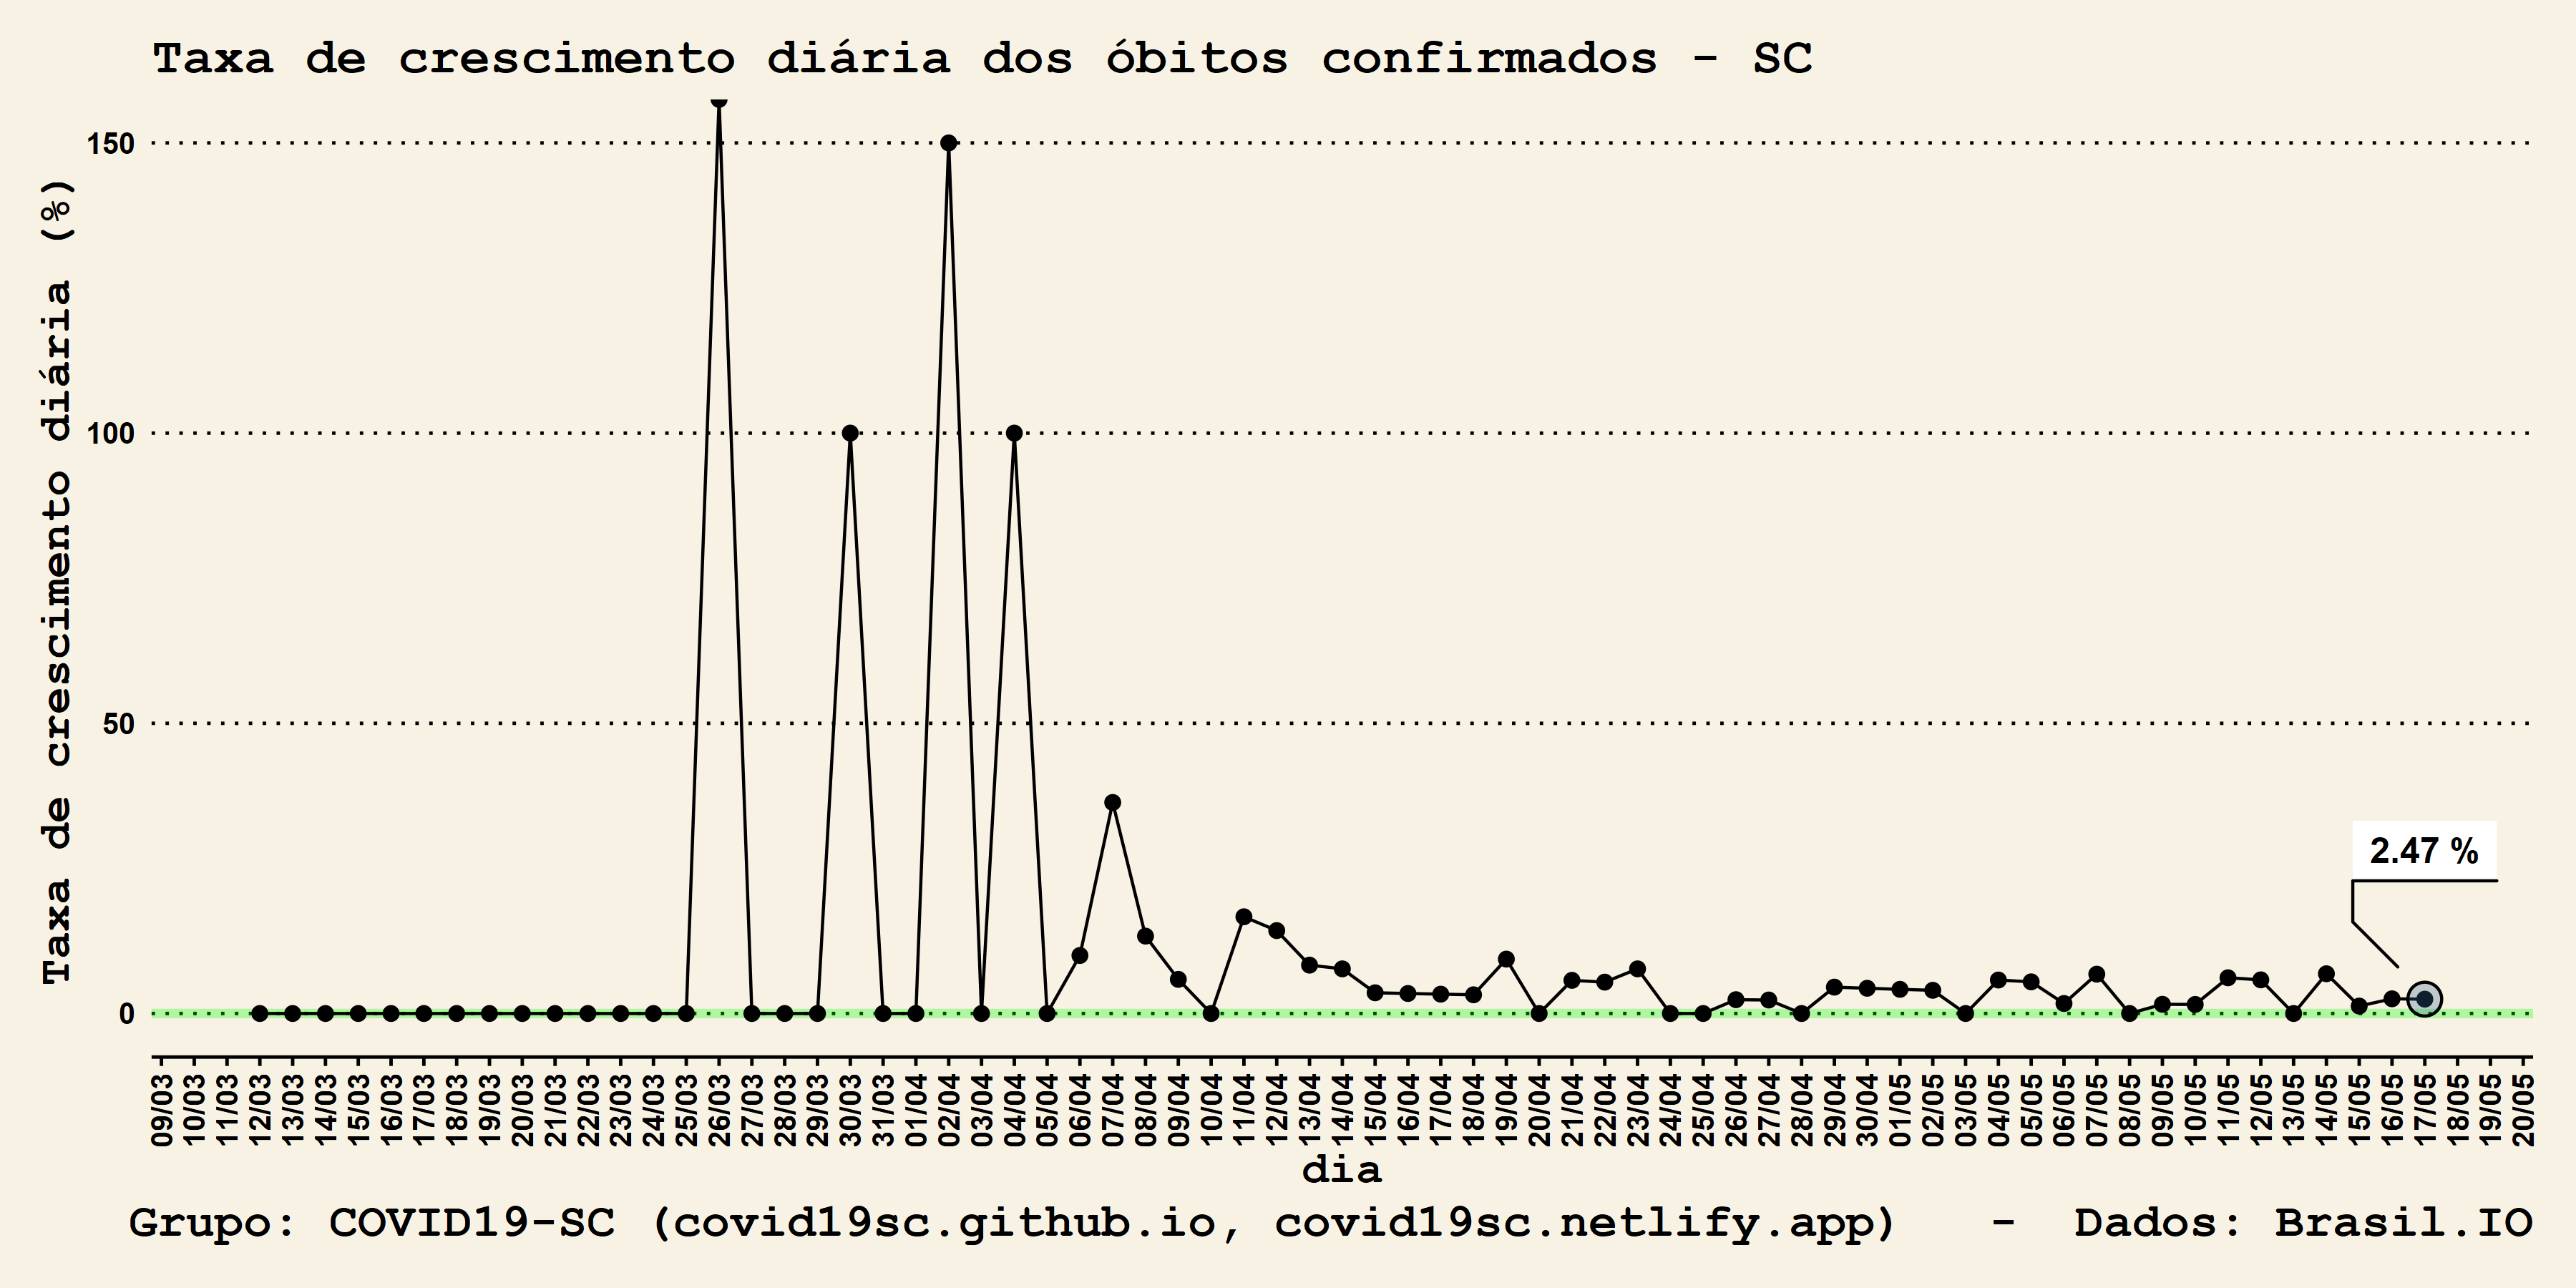 Taxa de crescimento diária dos óbitos confirmados - SC
Taxa de crescimento diária (%)
150
100
50
0
2.47 %
09/03 10/03 11/03 12/03 13/03 14/03 15/03 16/03 17/03 18/03 19/03 20/03 21/03 22/03 23/03 24/03 25/03 26/03 27/03 28/03 29/03 30/03 31/03 01/04 02/04 03/04 04/04 05/04 06/04 07/04 08/04 09/04 10/04 11/04 12/04 13/04 14/04 15/04 16/04 17/04 18/04 19/04 20/04 21/04 22/04 23/04 24/04 25/04 26/04 27/04 28/04 29/04 30/04 01/05 02/05 03/05 04/05 05/05 06/05 07/05 08/05 09/05 10/05 11/05 12/05 13/05 14/05 15/05 16/05 17/05 18/05 19/05 20/05
dia
Grupo: COVID19-SC (covid19sc.github.io, covid19sc.netlify.app) - Dados: Brasil.IO